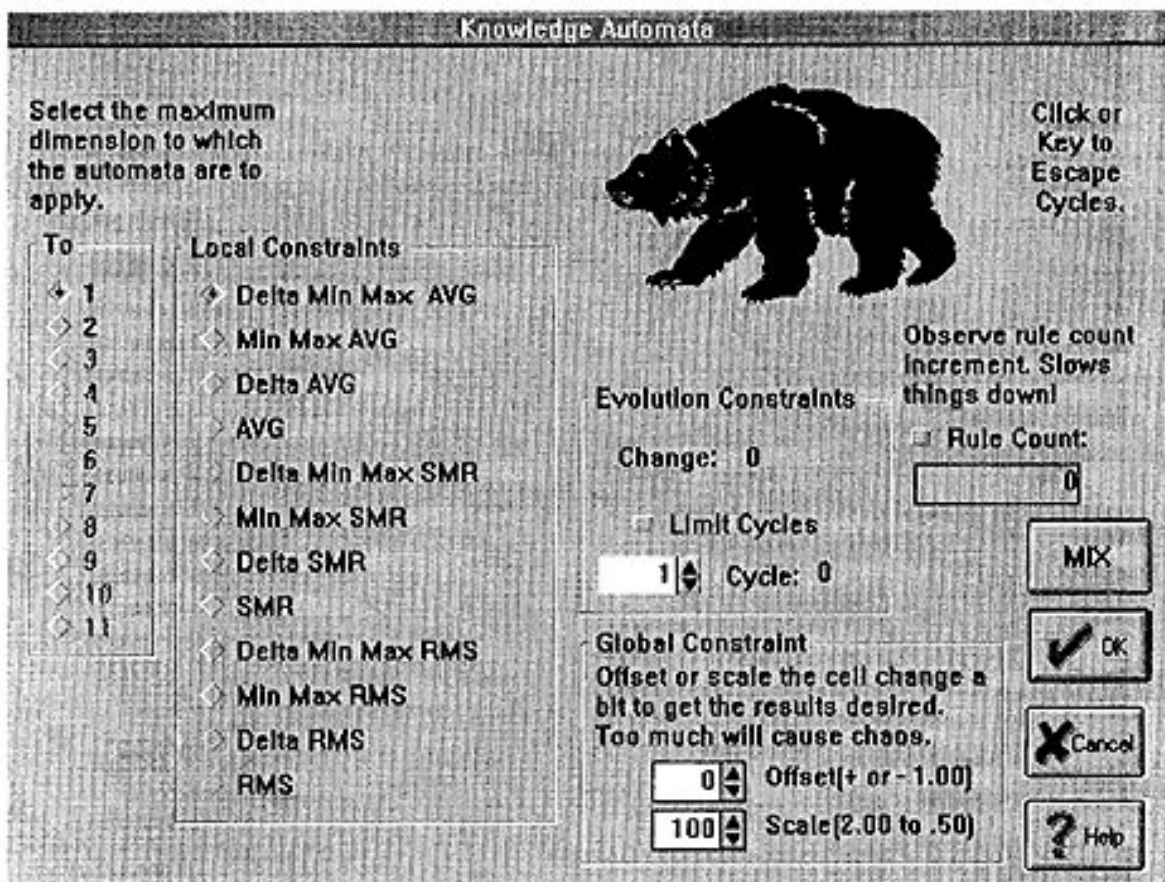 Knowledge Automata
Select the maximum
dimension to which
the automata are to
apply.
Click or
Key to
Escape
Cycles.
To
1
2
3
4
5
6
7
8
9
10
11
Local Constraints
Delta Min Max AVG
Min Max AVG
Delta AVG
AVG
Delta Min Max SMR
Min Max SMR
Delta SMR
SMR
Delta Min Max RMS
Min Max RMS
Delta RMS
RMS
Observe rule count
increment. Slows
things down!
Rule Count:
0
Evolution Constraints
Change: 0
Limit Cycles
1 Cycle: 0
Global Constraint
Offset or scale the cell change a
bit to get the results desired.
Too much will cause chaos.
0 Offset(+ or - 1.00)
100 Scale(2.00 to .50)
MIX
OK
Cancel
? Help